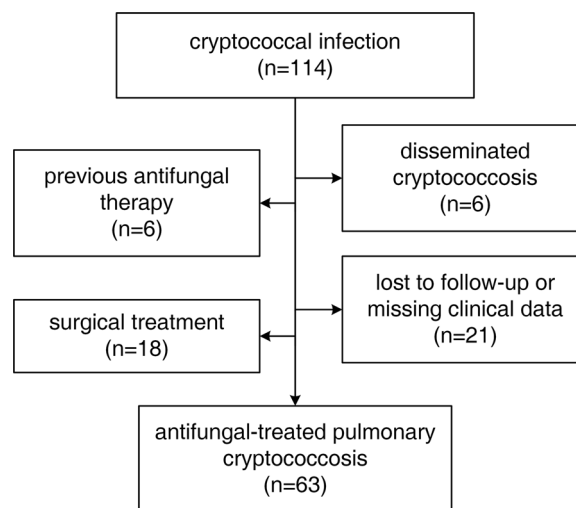 cryptococcal infection
(n=114)
disseminated
cryptococcosis
(n=6)
previous antifungal
therapy
(n=6)
lost to follow-up or
missing clinical data
(n=21)
surgical treatment
(n=18)
antifungal-treated pulmonary
cryptococcosis
(n=63)